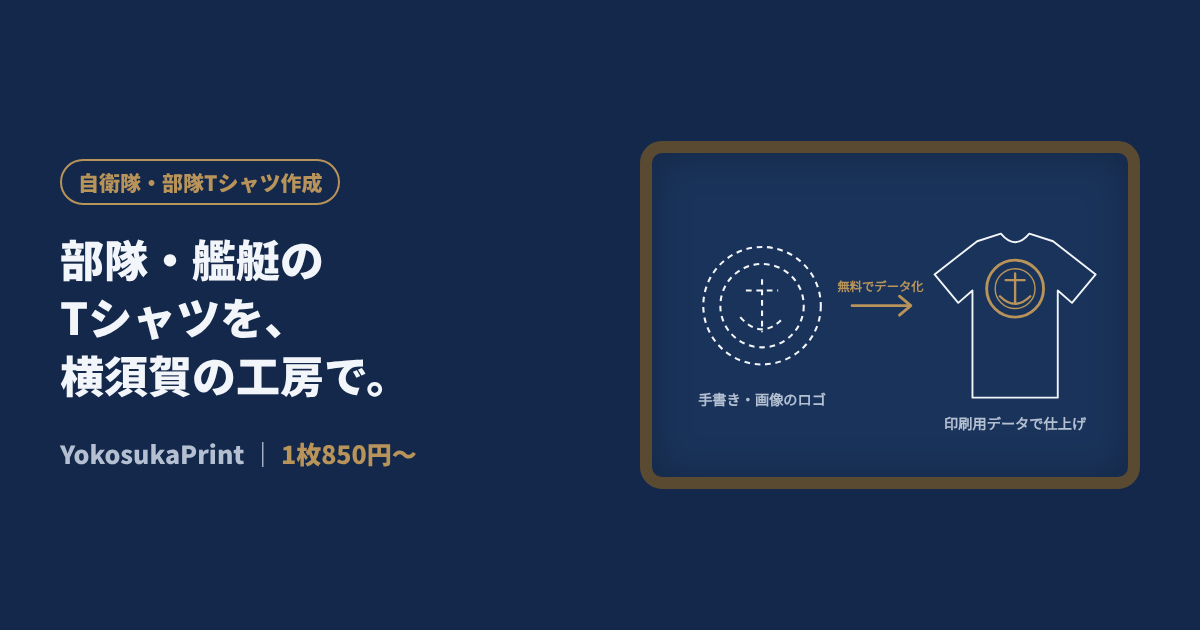 自衛隊・部隊Tシャツ作成
部隊・艦艇の
Tシャツを、
横須賀の工房で。
YokosukaPrint｜1枚850円〜
無料でデータ化
手書き・画像のロゴ
印刷用データで仕上げ